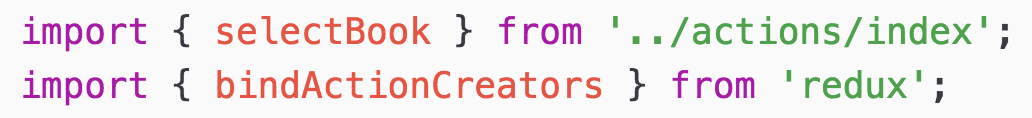 import { selectBook } from '../actions/index';
import { bindActionCreators } from 'redux';